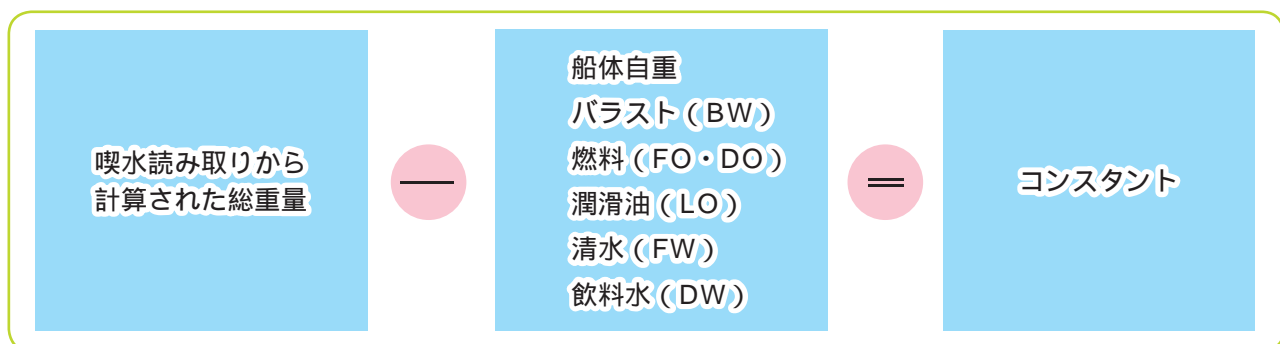 喫水読み取りから
計算された総重量
―
船体自重
バラスト(BW)
燃料(FO・DO)
潤滑油(LO)
清水(FW)
飲料水(DW)
＝
コンスタント